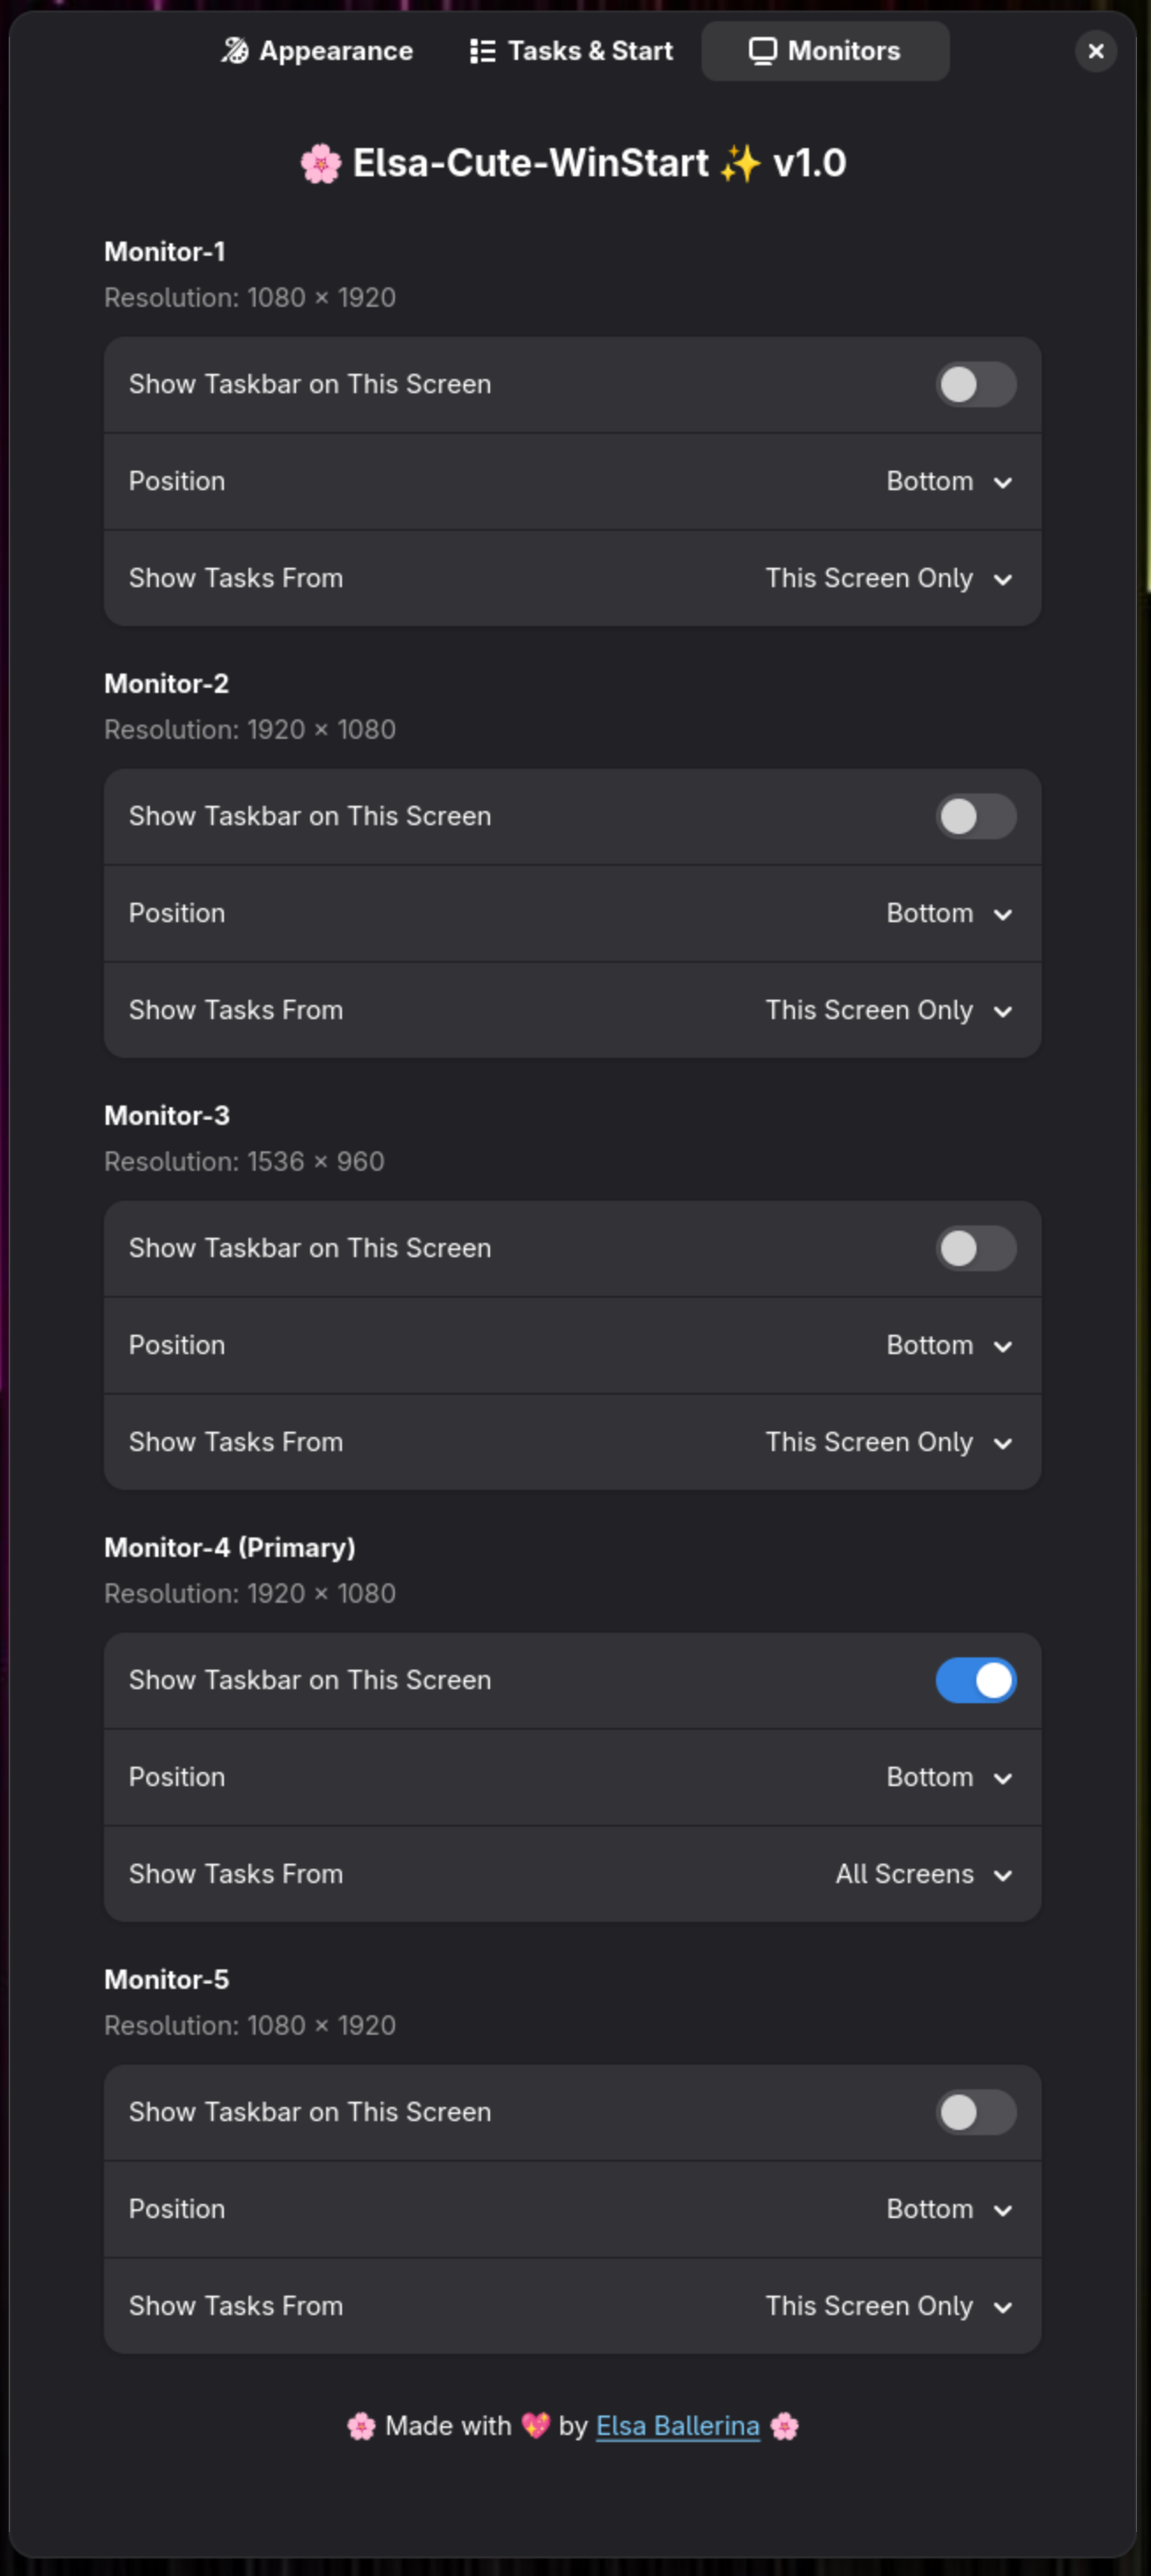 Appearance Tasks & Start Monitors
🌸 Elsa-Cute-WinStart ✨ v1.0
Monitor-1
Resolution: 1080 × 1920
Show Taskbar on This Screen
Position Bottom
Show Tasks From This Screen Only
Monitor-2
Resolution: 1920 × 1080
Show Taskbar on This Screen
Position Bottom
Show Tasks From This Screen Only
Monitor-3
Resolution: 1536 × 960
Show Taskbar on This Screen
Position Bottom
Show Tasks From This Screen Only
Monitor-4 (Primary)
Resolution: 1920 × 1080
Show Taskbar on This Screen
Position Bottom
Show Tasks From All Screens
Monitor-5
Resolution: 1080 × 1920
Show Taskbar on This Screen
Position Bottom
Show Tasks From This Screen Only
🌸 Made with 💖 by Elsa Ballerina 🌸